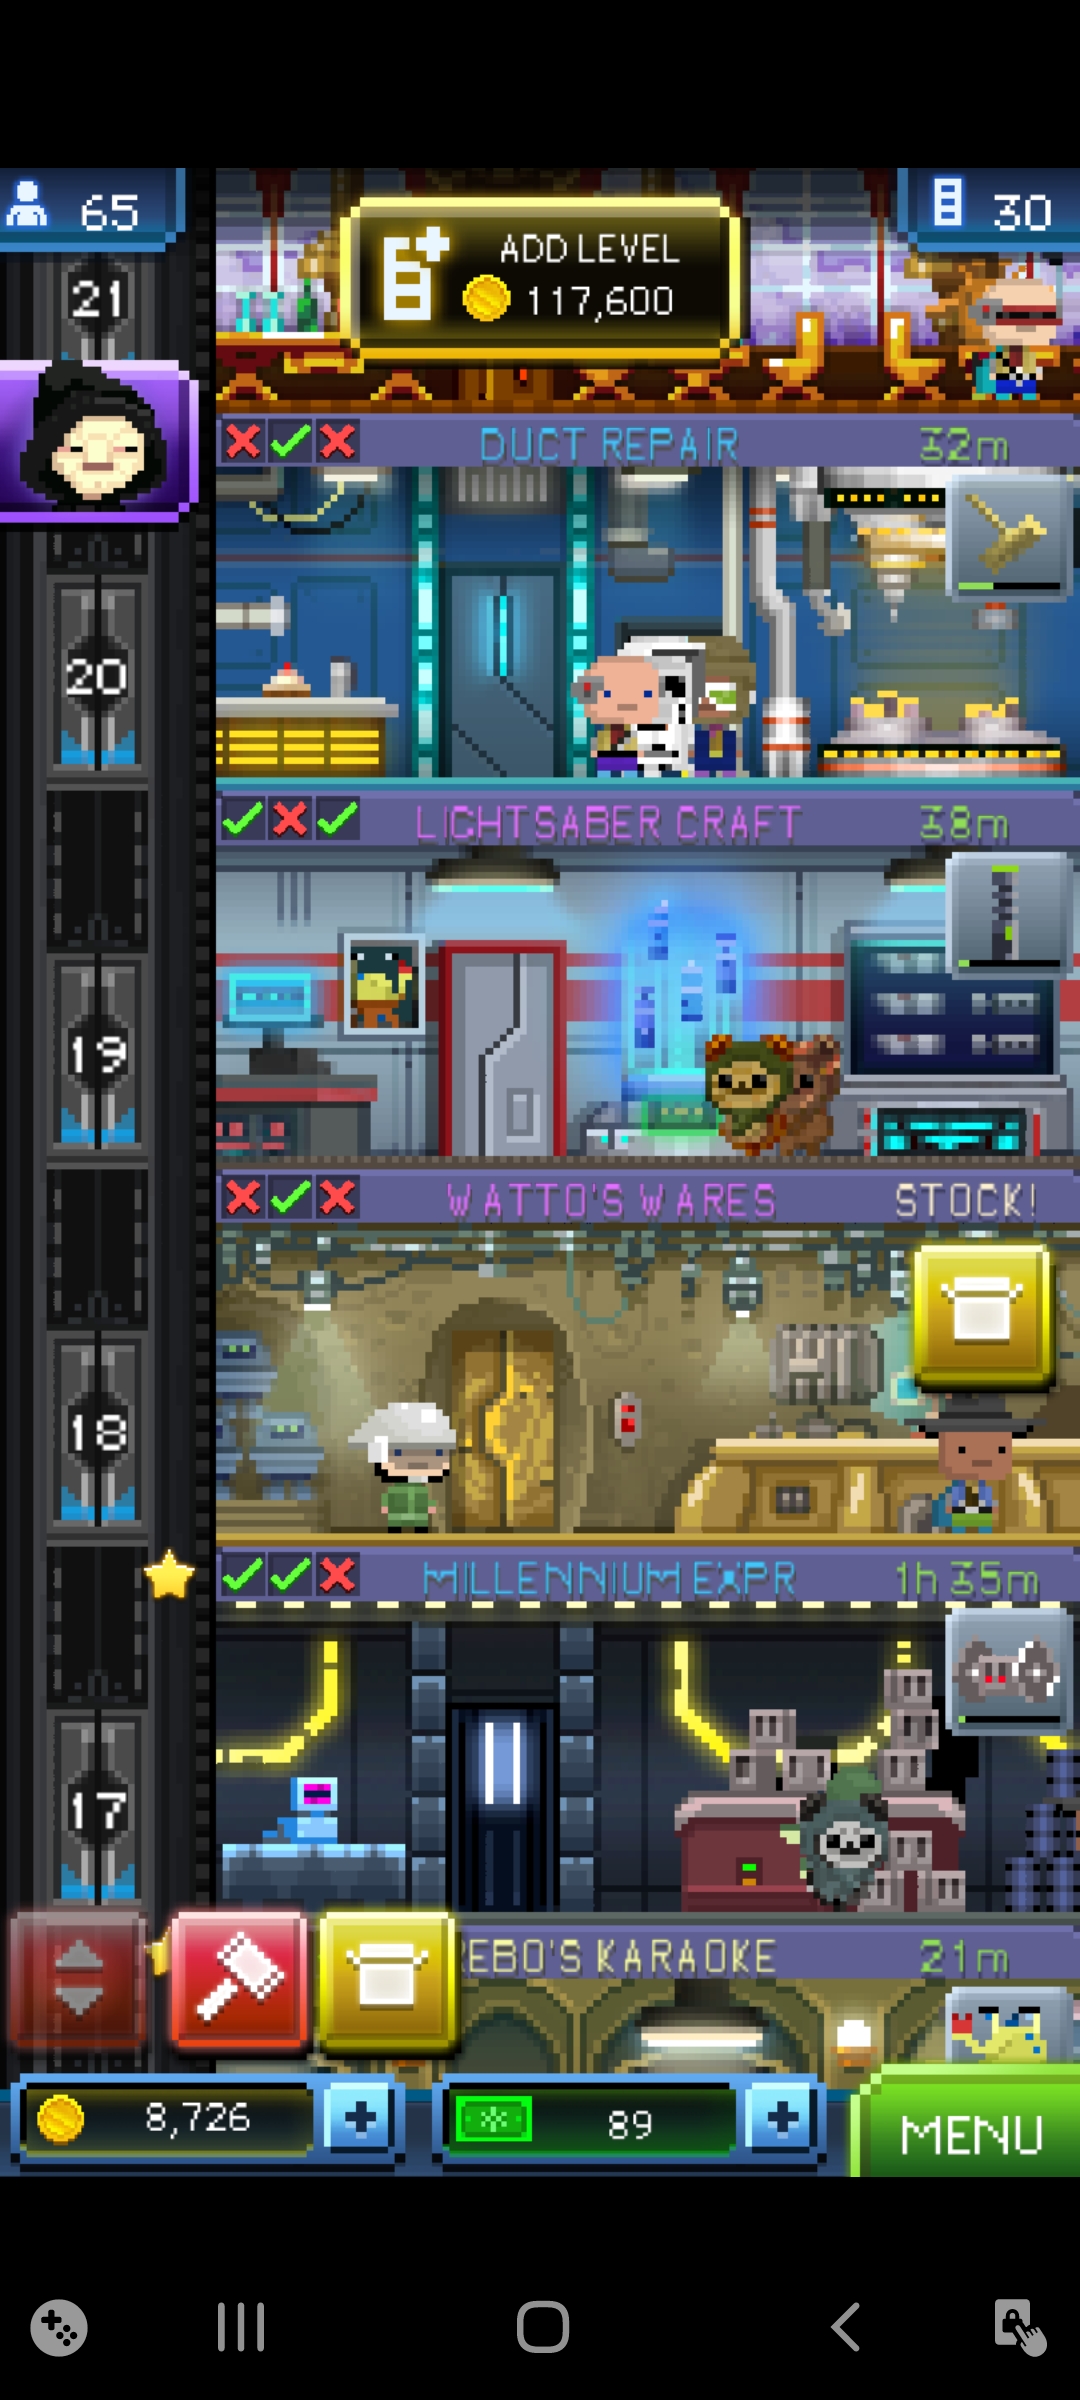 65
30
ADD LEVEL
117,600
21
DUCT REPAIR
32m
20
LIGHTSABER CRAFT
38m
19
WATTO'S WARES
STOCK!
18
MILLENNIUM EXPR
1h 35m
17
REBO'S KARAOKE
21m
8,726
+
89
+
MENU